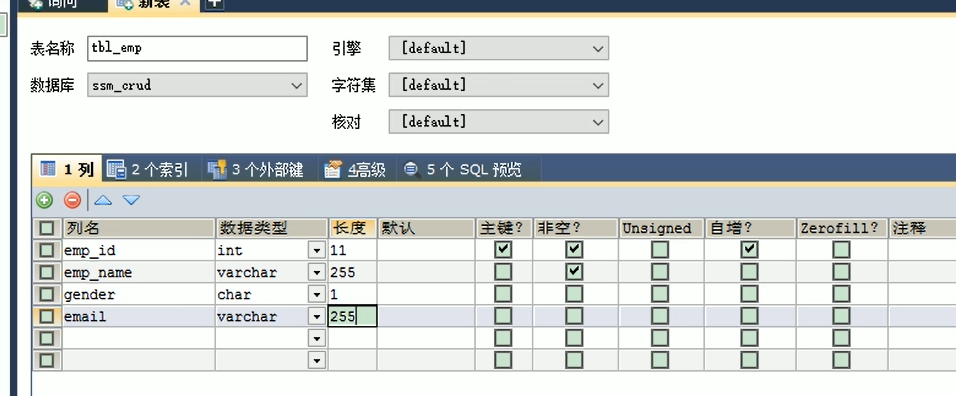 询问 新表
表名称 tbl_emp 引擎 [default]
数据库 ssm_crud 字符集 [default]
核对 [default]
1 列 2 个索引 3 个外部键 4高级 5 个 SQL 预览
列名 数据类型 长度 默认 主键? 非空? Unsigned 自增? Zerofill? 注释
emp_id int 11
emp_name varchar 255
gender char 1
email varchar 255